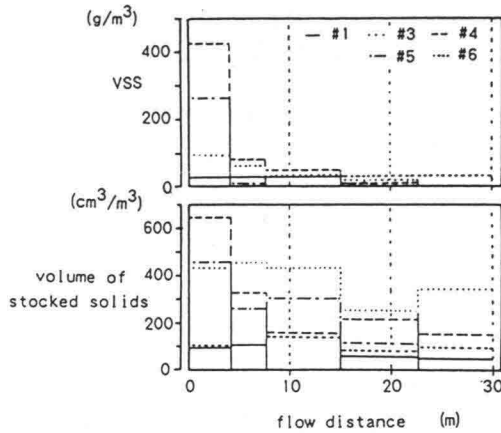 (g/m³)
400
VSS
200
0
#1 #3 #4
#5 #6
(cm³/m³)
600
volume of
stocked solids
400
200
0
0 10 20 30
flow distance (m)